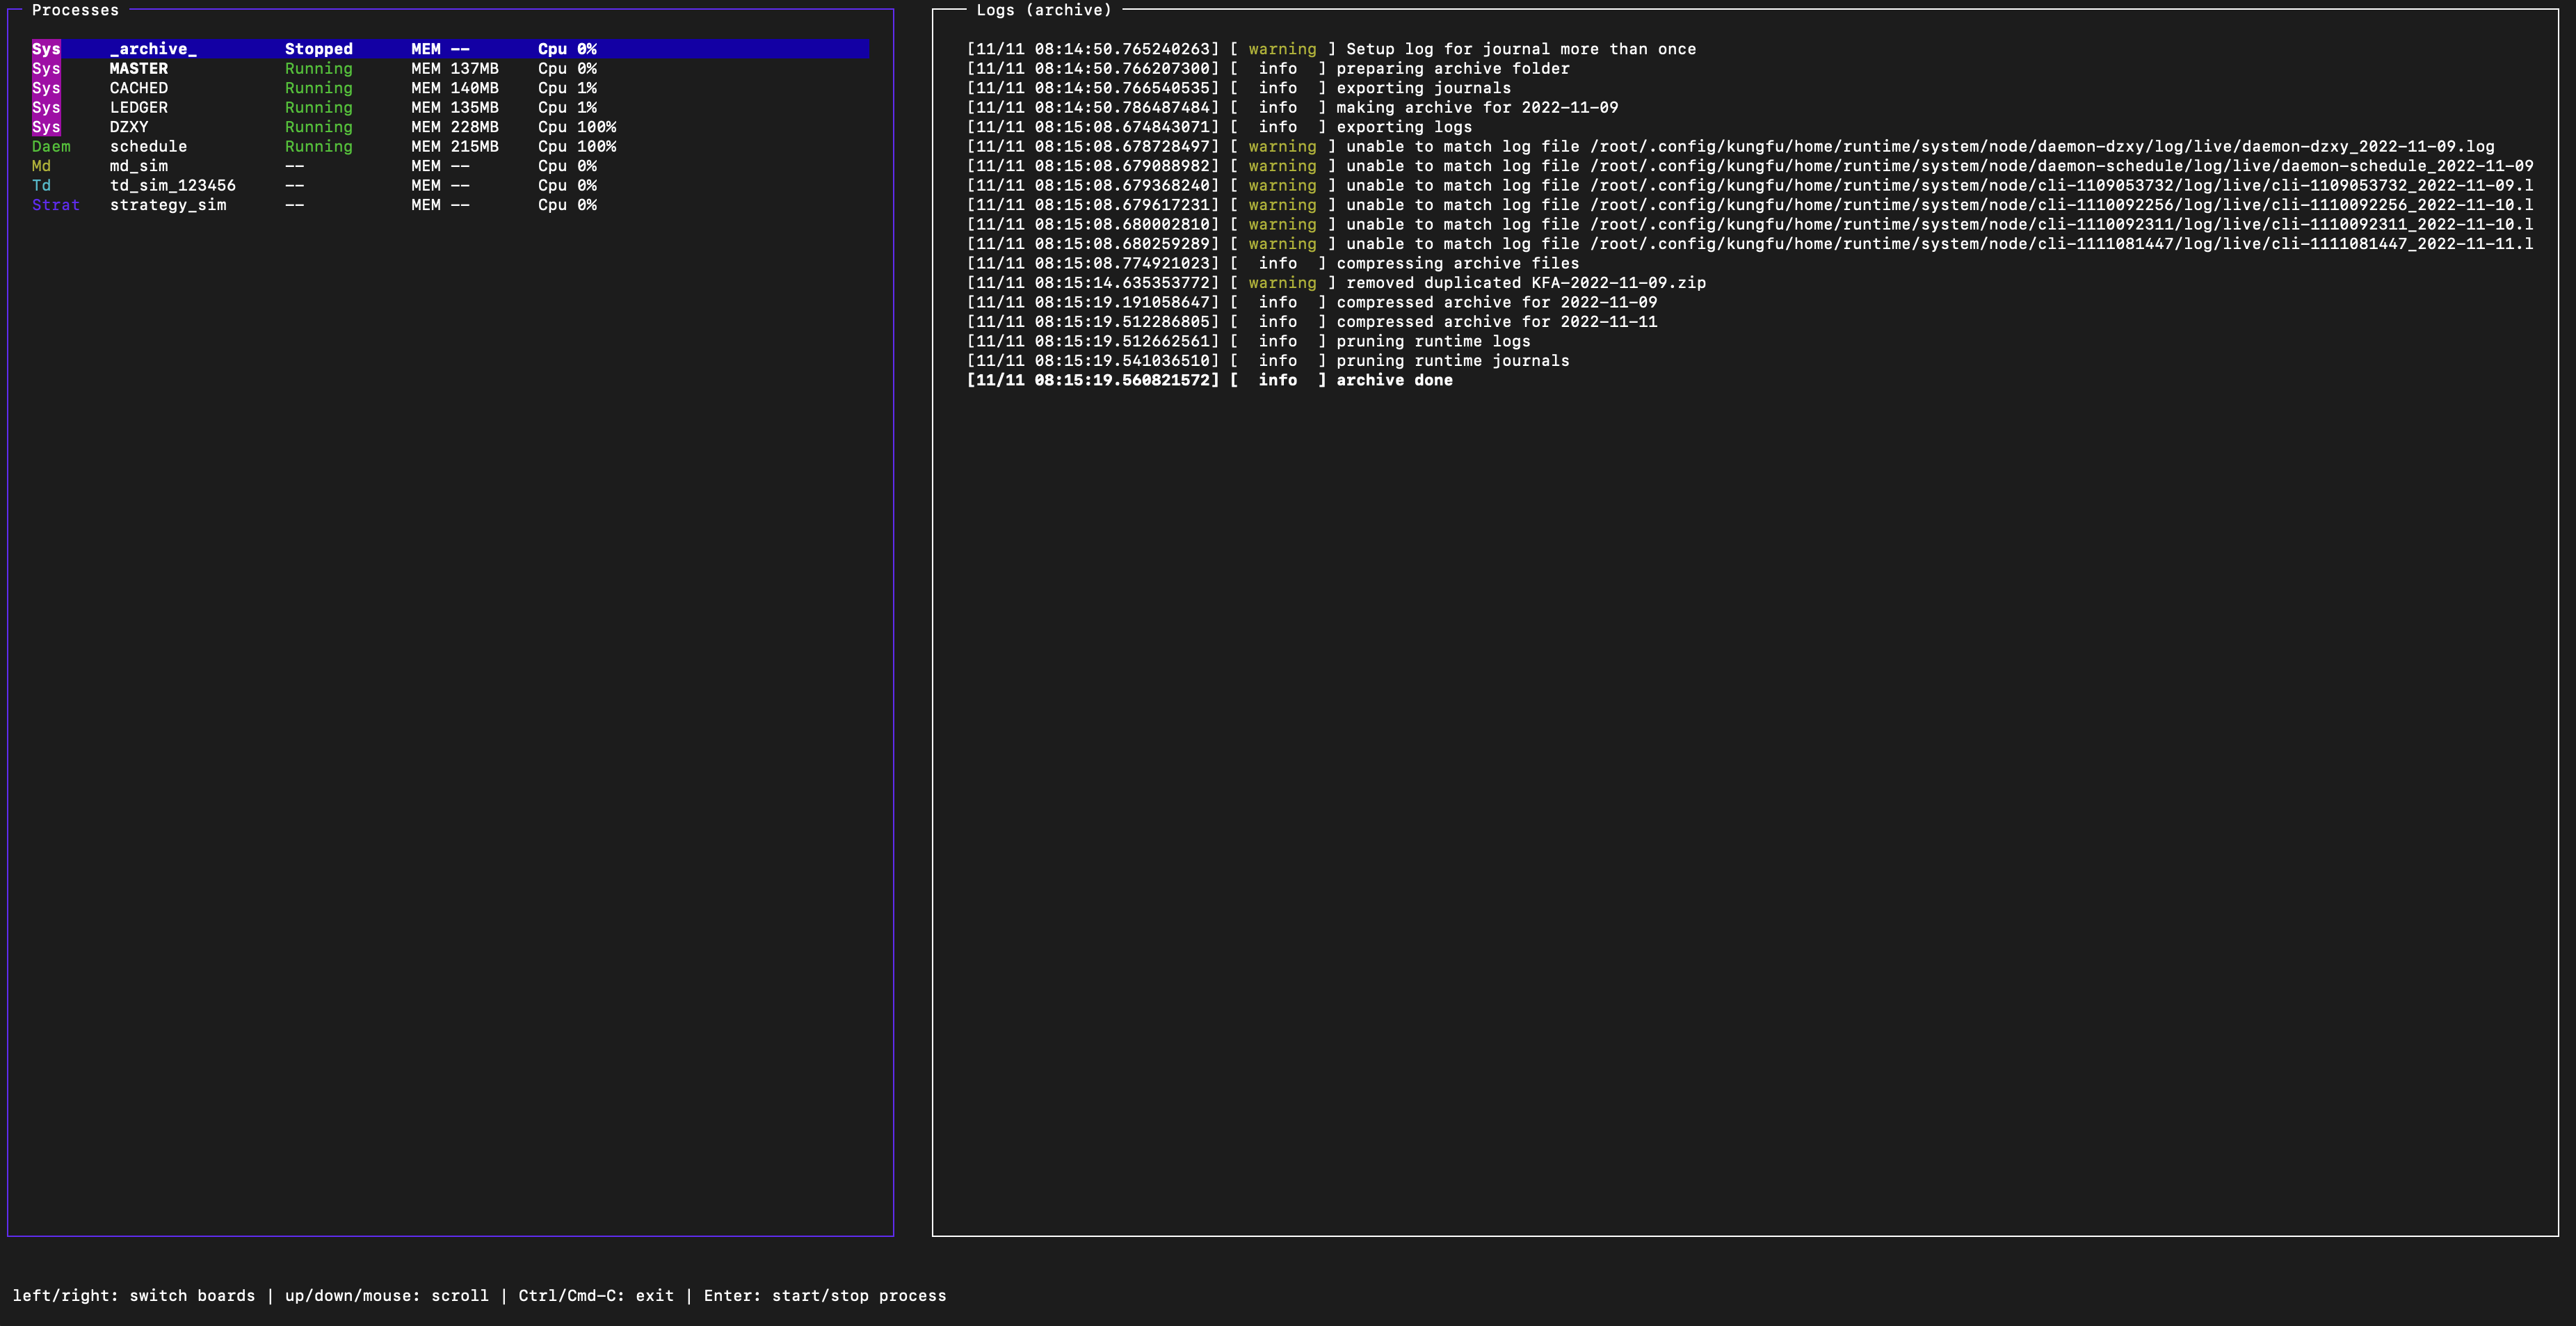 Processes
Sys _archive_ Stopped MEM -- Cpu 0%
Sys MASTER Running MEM 137MB Cpu 0%
Sys CACHED Running MEM 140MB Cpu 1%
Sys LEDGER Running MEM 135MB Cpu 1%
Sys DZXY Running MEM 228MB Cpu 100%
Daem schedule Running MEM 215MB Cpu 100%
Md md_sim -- MEM -- Cpu 0%
Td td_sim_123456 -- MEM -- Cpu 0%
Strat strategy_sim -- MEM -- Cpu 0%
Logs (archive)
[11/11 08:14:50.765240263] [ warning ] Setup log for journal more than once
[11/11 08:14:50.766207300] [ info ] preparing archive folder
[11/11 08:14:50.766540535] [ info ] exporting journals
[11/11 08:14:50.786487484] [ info ] making archive for 2022-11-09
[11/11 08:15:08.674843071] [ info ] exporting logs
[11/11 08:15:08.678728497] [ warning ] unable to match log file /root/.config/kungfu/home/runtime/system/node/daemon-dzxy/log/live/daemon-dzxy_2022-11-09.log
[11/11 08:15:08.679088982] [ warning ] unable to match log file /root/.config/kungfu/home/runtime/system/node/daemon-schedule/log/live/daemon-schedule_2022-11-09
[11/11 08:15:08.679368240] [ warning ] unable to match log file /root/.config/kungfu/home/runtime/system/node/cli-1109053732/log/live/cli-1109053732_2022-11-09.l
[11/11 08:15:08.679617231] [ warning ] unable to match log file /root/.config/kungfu/home/runtime/system/node/cli-1110092256/log/live/cli-1110092256_2022-11-10.l
[11/11 08:15:08.680002810] [ warning ] unable to match log file /root/.config/kungfu/home/runtime/system/node/cli-1110092311/log/live/cli-1110092311_2022-11-10.l
[11/11 08:15:08.680259289] [ warning ] unable to match log file /root/.config/kungfu/home/runtime/system/node/cli-1111081447/log/live/cli-1111081447_2022-11-11.l
[11/11 08:15:08.774921023] [ info ] compressing archive files
[11/11 08:15:14.635353772] [ warning ] removed duplicated KFA-2022-11-09.zip
[11/11 08:15:19.191058647] [ info ] compressed archive for 2022-11-09
[11/11 08:15:19.512286805] [ info ] compressed archive for 2022-11-11
[11/11 08:15:19.512662561] [ info ] pruning runtime logs
[11/11 08:15:19.541036510] [ info ] pruning runtime journals
[11/11 08:15:19.560821572] [ info ] archive done
left/right: switch boards | up/down/mouse: scroll | Ctrl/Cmd-C: exit | Enter: start/stop process